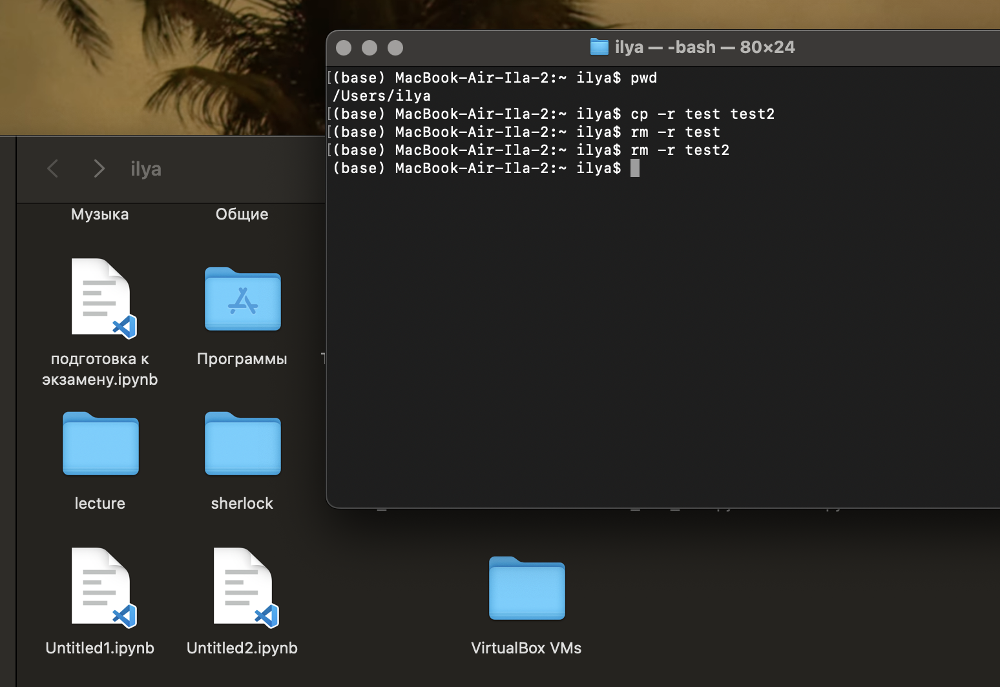 ilya — -bash — 80×24
(base) MacBook-Air-Ila-2:~ ilya$ pwd
/Users/ilya
(base) MacBook-Air-Ila-2:~ ilya$ cp -r test test2
(base) MacBook-Air-Ila-2:~ ilya$ rm -r test
(base) MacBook-Air-Ila-2:~ ilya$ rm -r test2
(base) MacBook-Air-Ila-2:~ ilya$
ilya
Музыка
Общие
подготовка к
экзамену.ipynb
Программы
lecture
sherlock
Untitled1.ipynb
Untitled2.ipynb
VirtualBox VMs